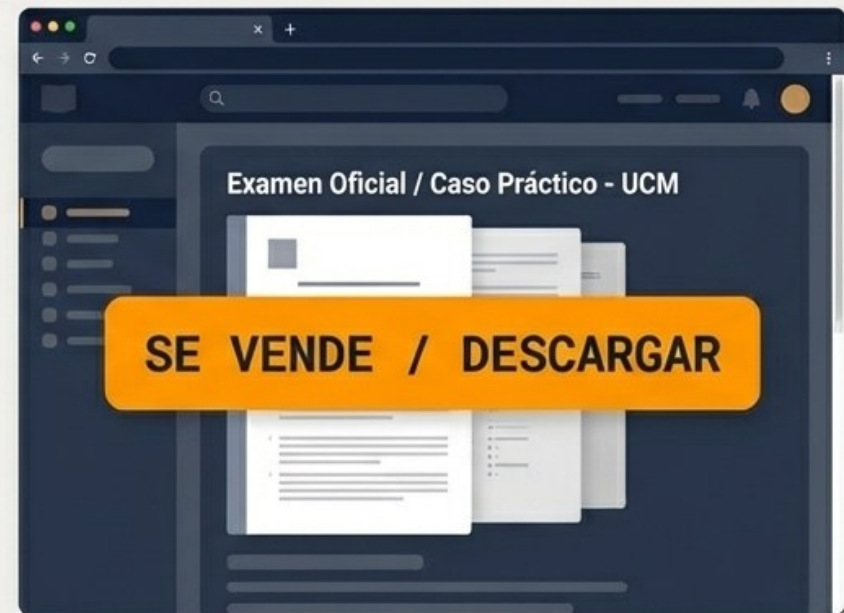 Examen Oficial / Caso Práctico - UCM
SE VENDE / DESCARGAR